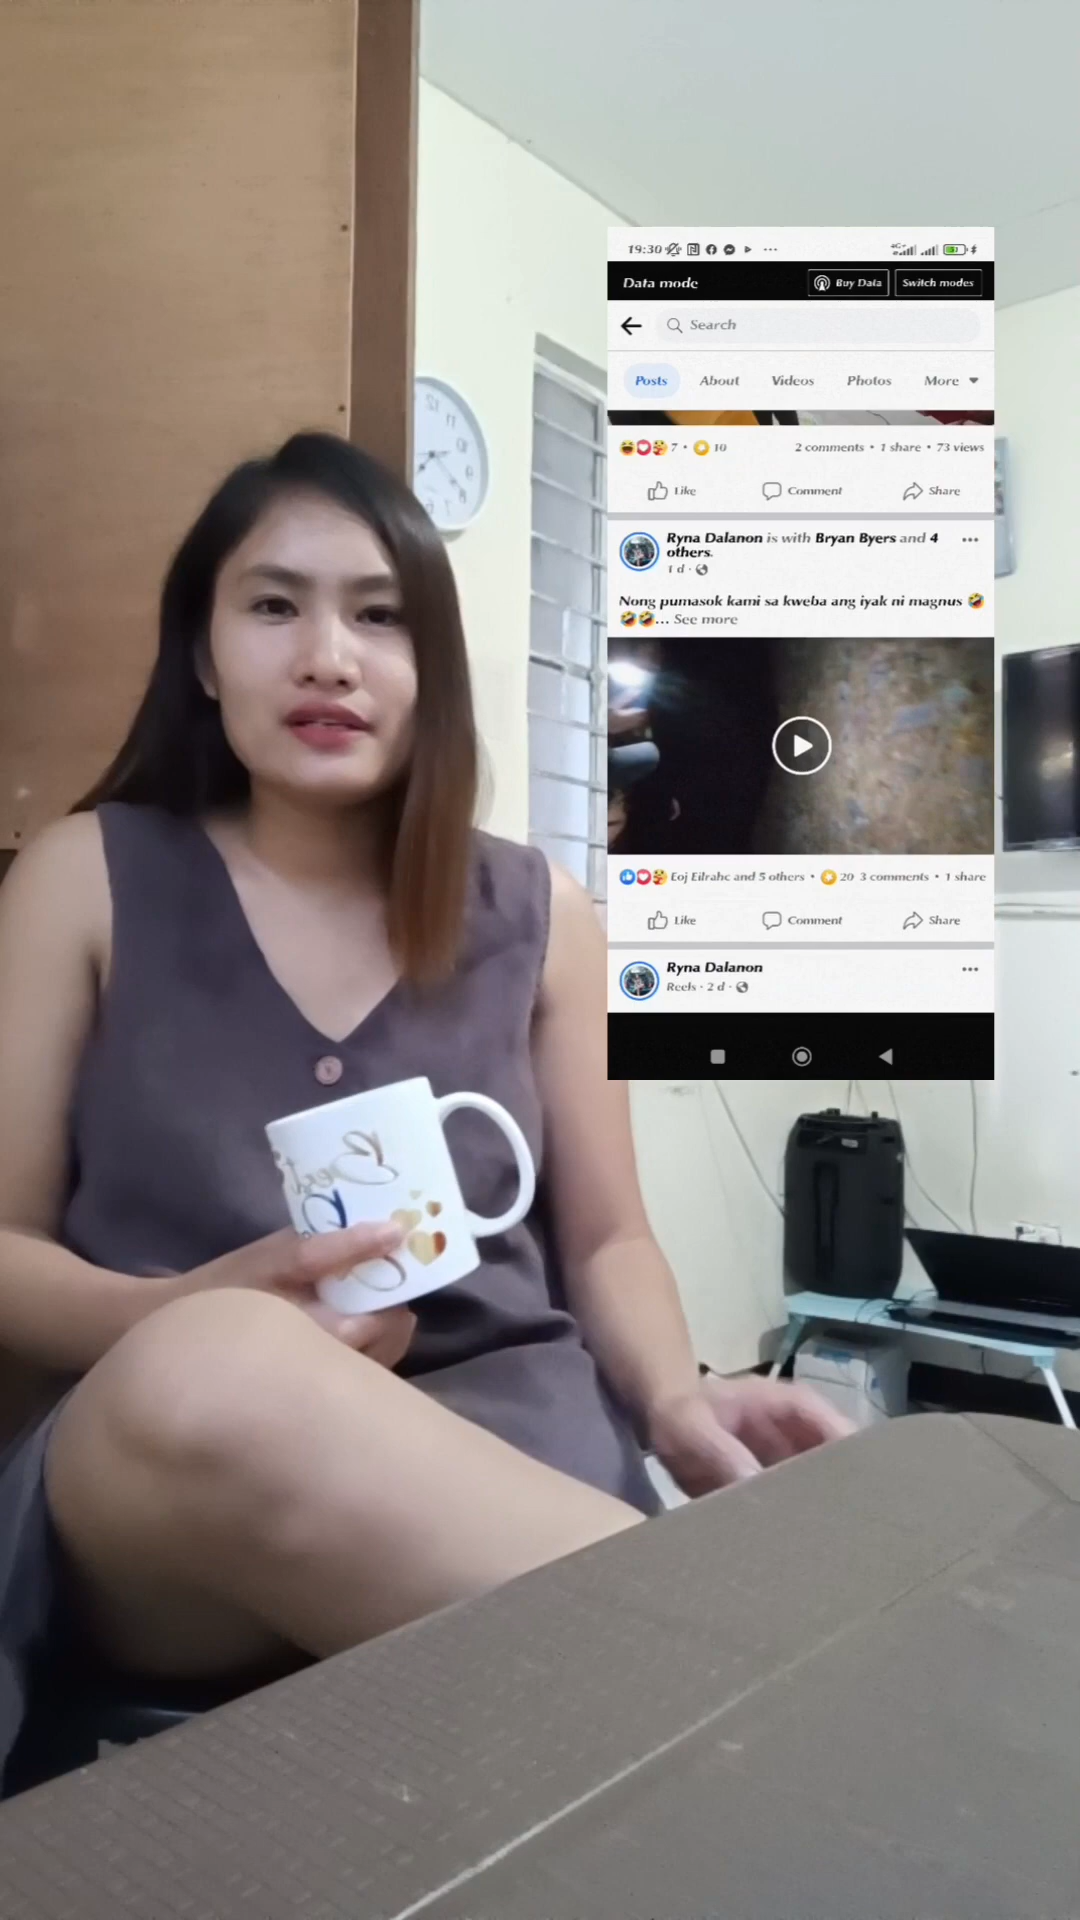 19:30
Data mode
Buy Data
Switch modes
Search
Posts
About
Videos
Photos
More
7 • 10
2 comments • 1 share • 73 views
Like
Comment
Share
Ryna Dalanon is with Bryan Byers and 4
others.
1 d ·
Nong pumasok kami sa kweba ang iyak ni magnus 🤣
🤣🤣... See more
Eoj Eilrahc and 5 others • 20 3 comments • 1 share
Like
Comment
Share
Ryna Dalanon
Reels · 2 d ·
Best